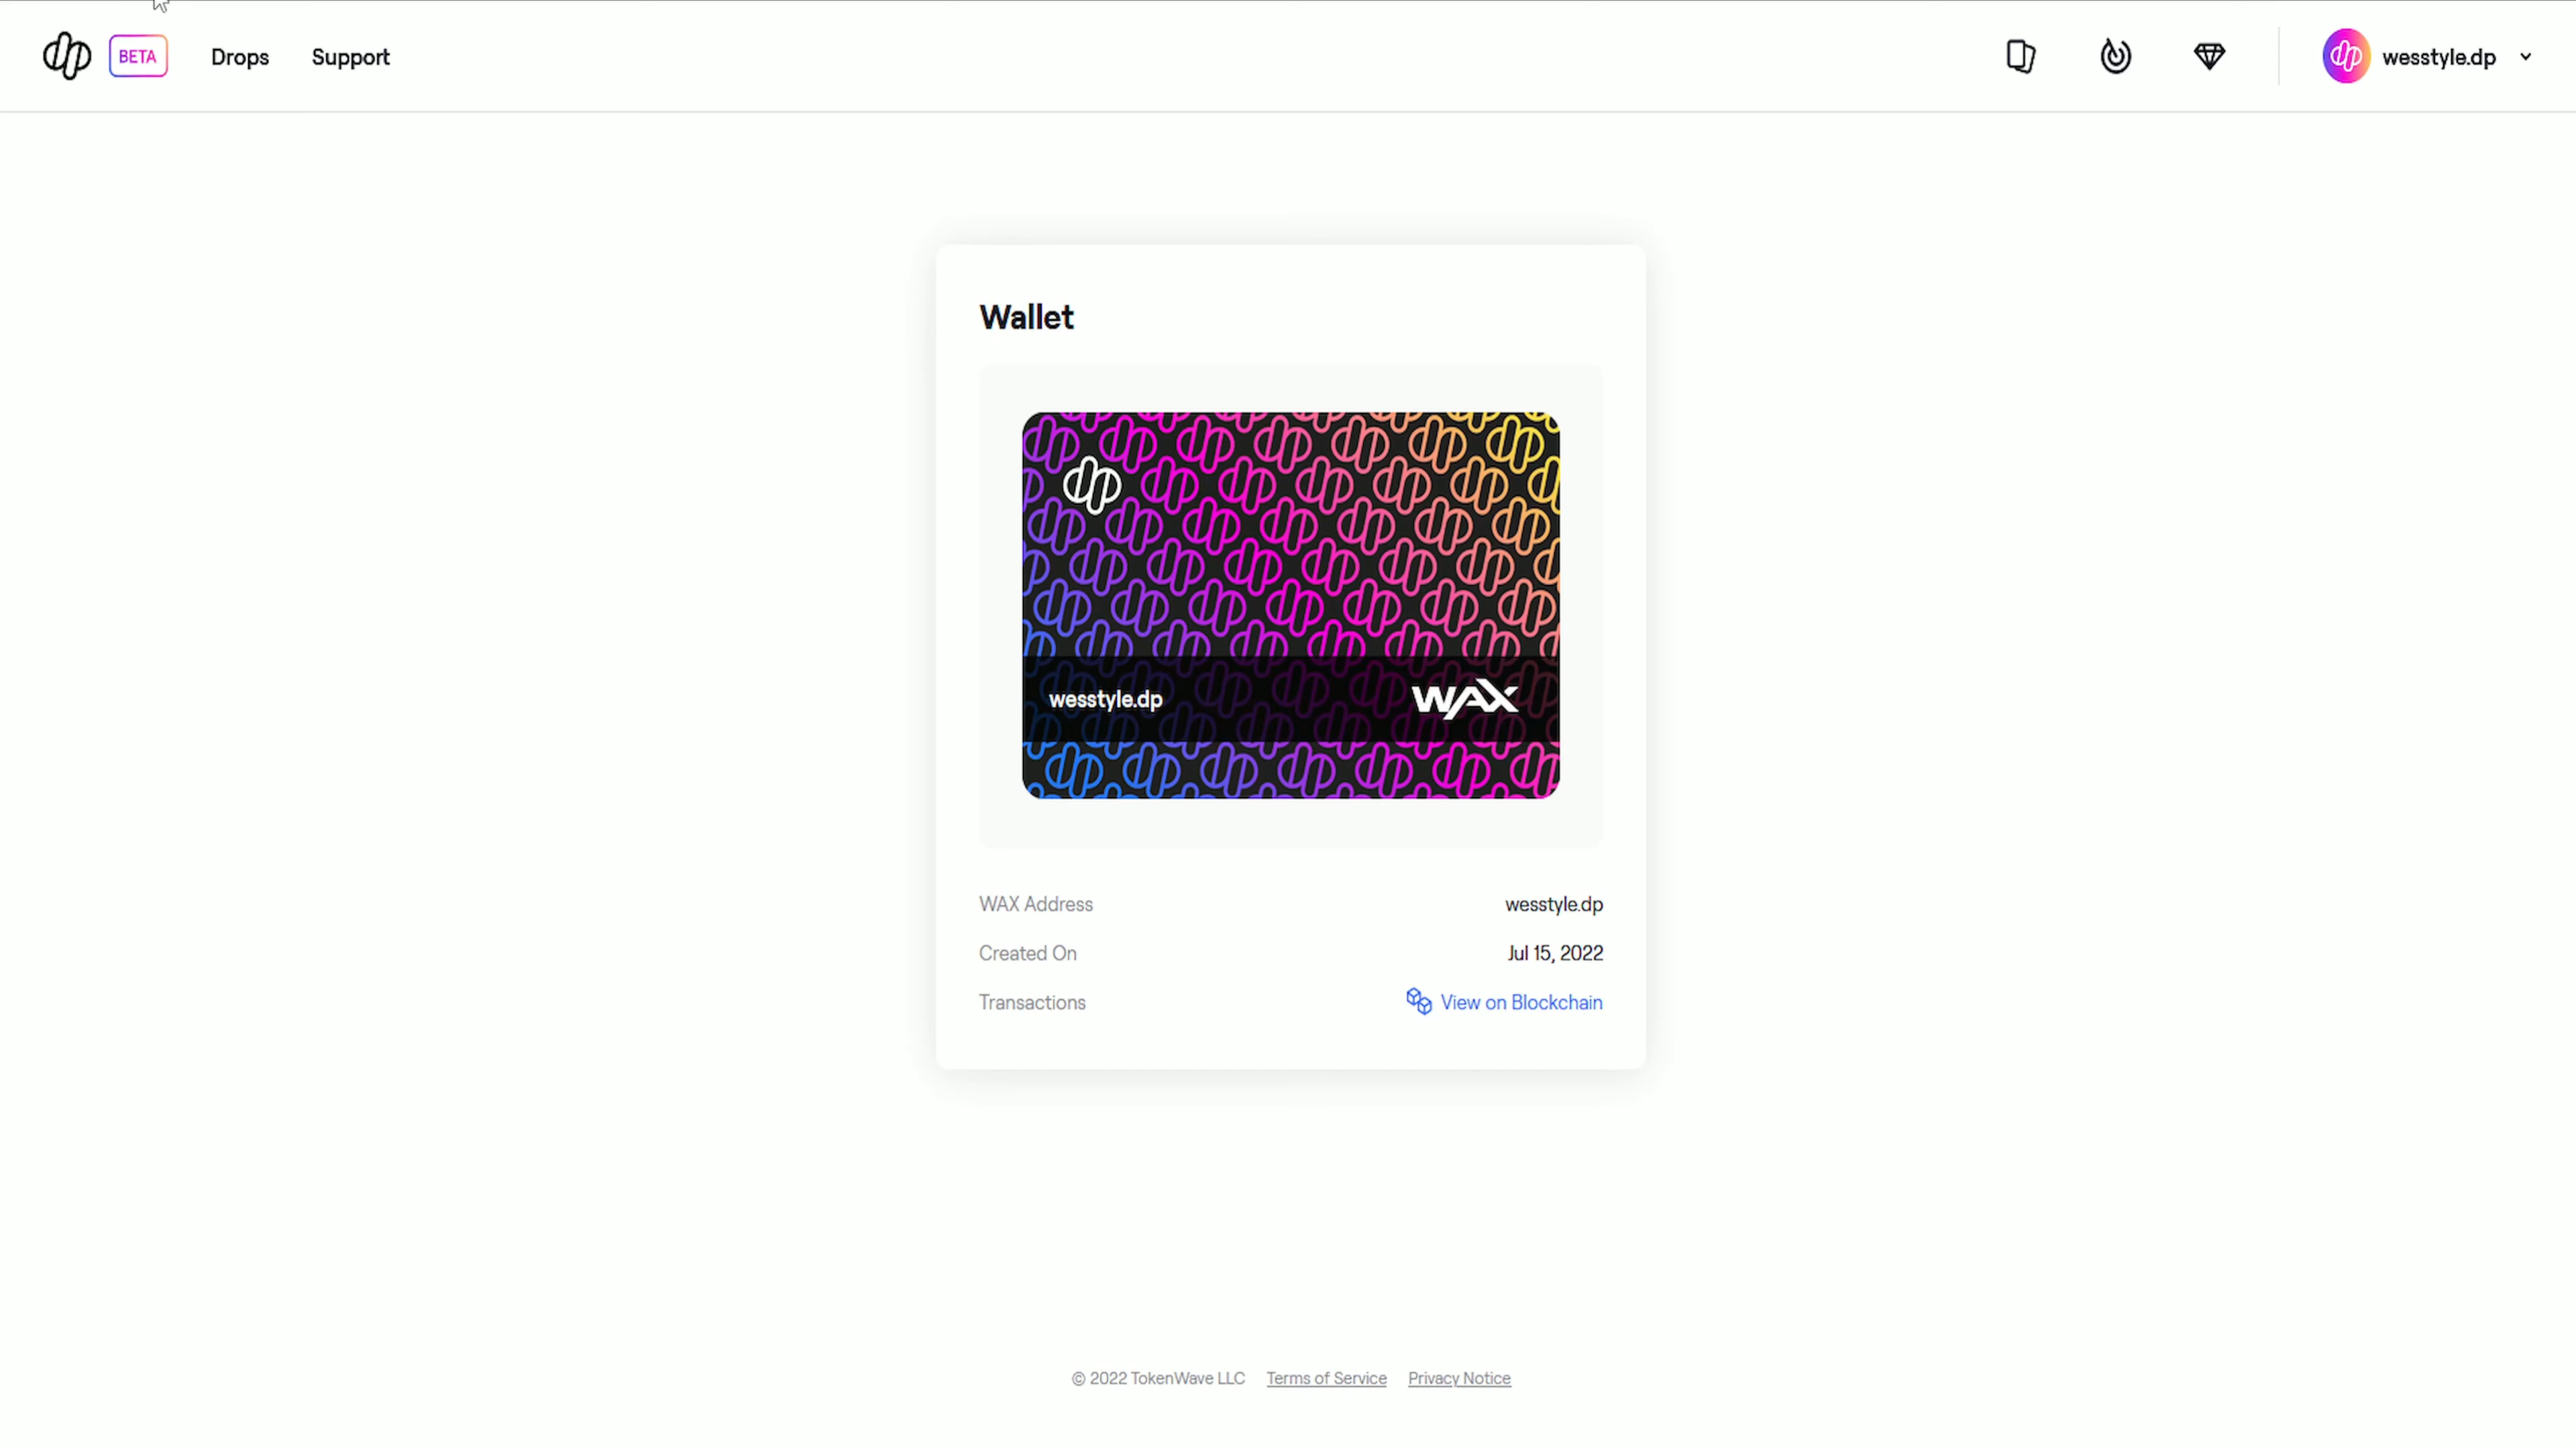 dp BETA Drops Support wesstyle.dp
Wallet
wesstyle.dp WAX
WAX Address wesstyle.dp
Created On Jul 15, 2022
Transactions View on Blockchain
© 2022 TokenWave LLC Terms of Service Privacy Notice